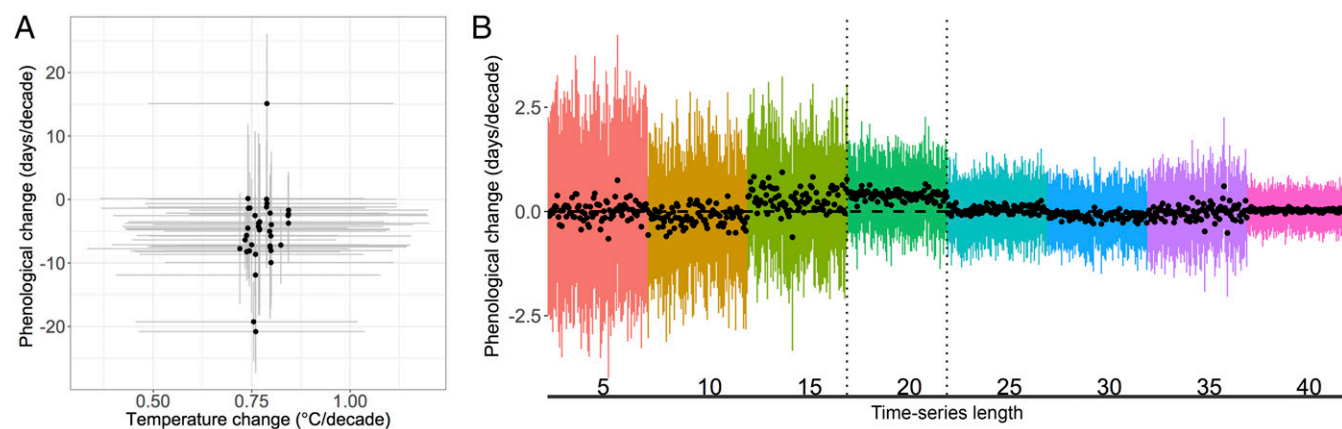 A
Phenological change (days/decade)
20
10
0
-10
-20
0.50 0.75 1.00
Temperature change (°C/decade)
B
Phenological change (days/decade)
2.5
0.0
-2.5
5 10 15 20 25 30 35 40
Time-series length